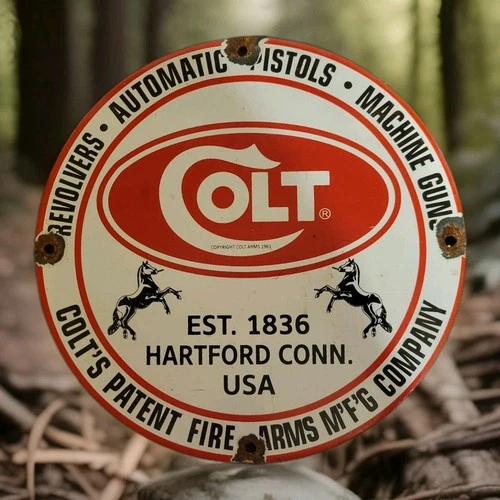 REVOLVERS • AUTOMATIC PISTOLS • MACHINE GUNS
COLT®
COPYRIGHT COLT ARMS 1961
EST. 1836
HARTFORD CONN.
USA
COLT'S PATENT FIRE ARMS M'F'G COMPANY